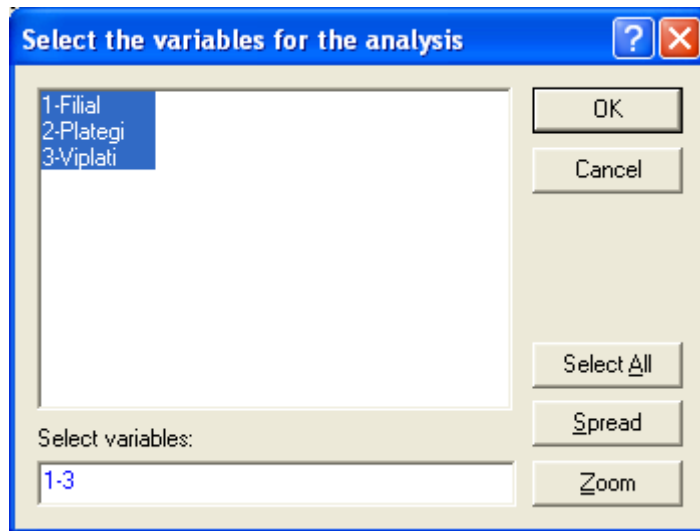 Select the variables for the analysis
1-Filial
2-Plategi
3-Viplati
OK
Cancel
Select All
Spread
Zoom
Select variables:
1-3